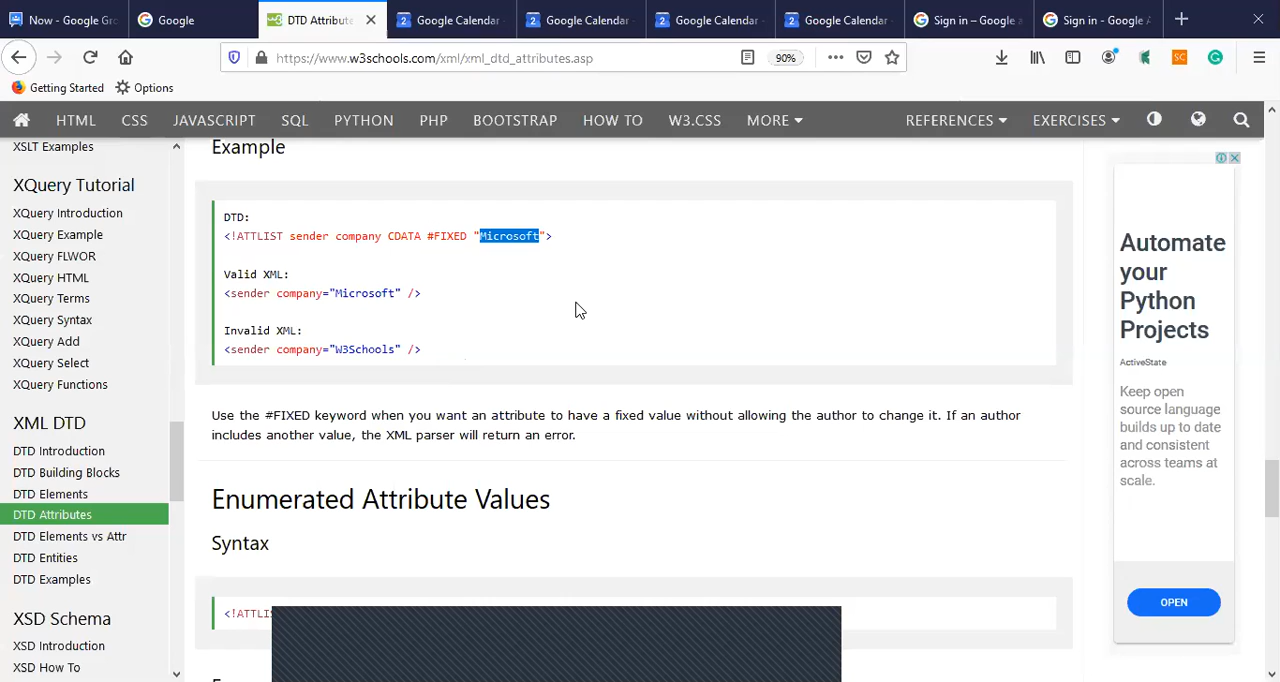 Now - Google Gro
Google
DTD Attribute
Google Calendar
Google Calendar
Google Calendar
Google Calendar
Sign in – Google a
Sign in - Google A
https://www.w3schools.com/xml/xml_dtd_attributes.asp
90%
Getting Started
Options
HTML
CSS
JAVASCRIPT
SQL
PYTHON
PHP
BOOTSTRAP
HOW TO
W3.CSS
MORE
REFERENCES
EXERCISES
XSLT Examples
XQuery Tutorial
XQuery Introduction
XQuery Example
XQuery FLWOR
XQuery HTML
XQuery Terms
XQuery Syntax
XQuery Add
XQuery Select
XQuery Functions
XML DTD
DTD Introduction
DTD Building Blocks
DTD Elements
DTD Attributes
DTD Elements vs Attr
DTD Entities
DTD Examples
XSD Schema
XSD Introduction
XSD How To
Example
DTD:
<!ATTLIST sender company CDATA #FIXED "Microsoft">
Valid XML:
<sender company="Microsoft" />
Invalid XML:
<sender company="W3Schools" />
Use the #FIXED keyword when you want an attribute to have a fixed value without allowing the author to change it. If an author
includes another value, the XML parser will return an error.
Enumerated Attribute Values
Syntax
<!ATTLI
Automate
your
Python
Projects
ActiveState
Keep open
source language
builds up to date
and consistent
across teams at
scale.
OPEN